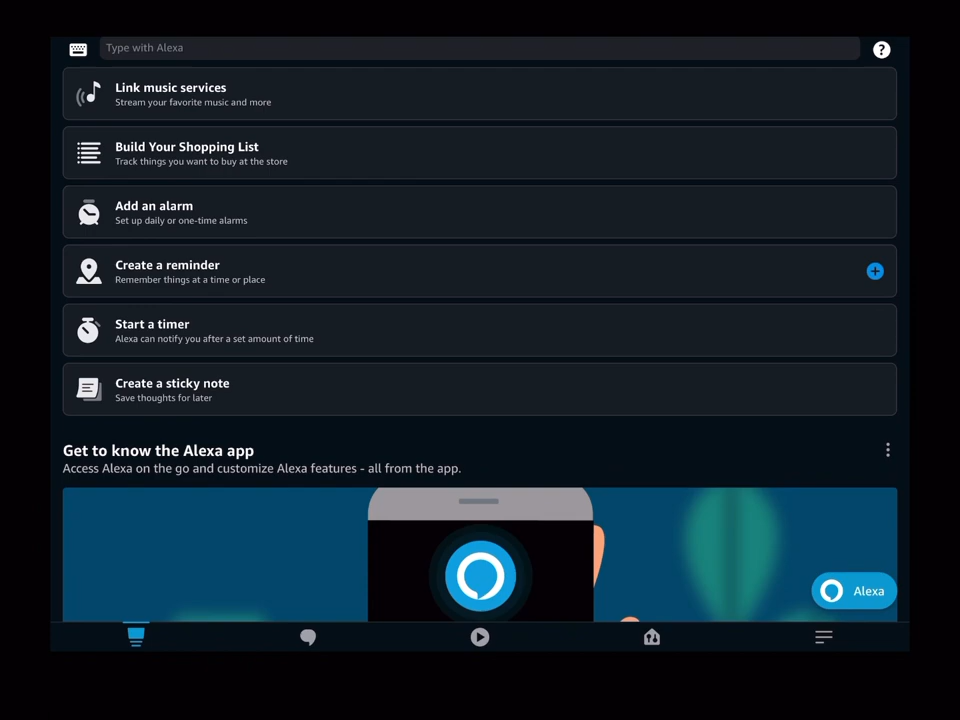 Type with Alexa
?
Link music services
Stream your favorite music and more
Build Your Shopping List
Track things you want to buy at the store
Add an alarm
Set up daily or one-time alarms
Create a reminder
Remember things at a time or place
Start a timer
Alexa can notify you after a set amount of time
Create a sticky note
Save thoughts for later
Get to know the Alexa app
Access Alexa on the go and customize Alexa features - all from the app.
Alexa